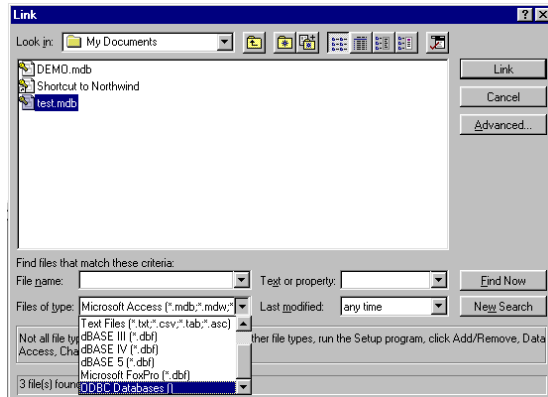 Link
Look in: My Documents
DEMO.mdb
Shortcut to Northwind
test.mdb
Link
Cancel
Advanced...
Find files that match these criteria:
File name: Text or property: Find Now
Files of type: Microsoft Access (*.mdb;*.mdw;* Last modified: any time New Search
Text Files (*.txt;*.csv;*.tab;*.asc)
dBASE III (*.dbf)
dBASE IV (*.dbf)
dBASE 5 (*.dbf)
Microsoft FoxPro (*.dbf)
ODBC Databases ()
Not all file typ ther file types, run the Setup program, click Add/Remove, Data
Access, Cha
3 file(s) foun